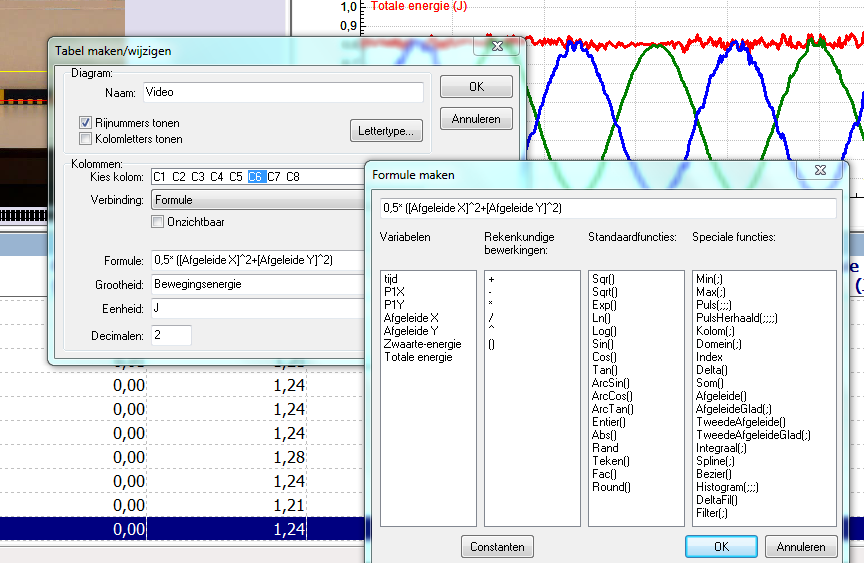 1,0
Totale energie (J)
0,9
Tabel maken/wijzigen
Diagram:
Naam: Video
OK
Rijnummers tonen
Annuleren
Kolomletters tonen
Lettertype...
Kolommen:
Kies kolom: C1 C2 C3 C4 C5 C6 C7 C8
Verbinding: Formule
Onzichtbaar
Formule: 0,5* ([Afgeleide X]^2+[Afgeleide Y]^2)
Grootheid: Bewegingsenergie
Eenheid: J
Decimalen: 2
Formule maken
0,5* ([Afgeleide X]^2+[Afgeleide Y]^2)
Variabelen
tijd
P1X
P1Y
Afgeleide X
Afgeleide Y
Zwaarte-energie
Totale energie
Rekenkundige
bewerkingen:
+
-
*
/
^
()
Standaardfuncties:
Sqr()
Sqrt()
Exp()
Ln()
Log()
Sin()
Cos()
Tan()
ArcSin()
ArcCos()
ArcTan()
Entier()
Abs()
Rand
Teken()
Fac()
Round()
Speciale functies:
Min(;)
Max(;)
Puls(;;;)
PulsHerhaald(;;;;)
Kolom(;)
Domein(;)
Index
Delta()
Som()
Afgeleide()
AfgeleideGlad(;)
TweedeAfgeleide()
TweedeAfgeleideGlad(;)
Integraal(;)
Spline(;)
Bezier(;)
Histogram(;;;)
DeltaFil()
Filter(;)
Constanten
OK
Annuleren
0,00 1,24
0,00 1,24
0,00 1,24
0,00 1,28
0,00 1,24
0,00 1,21
0,00 1,24